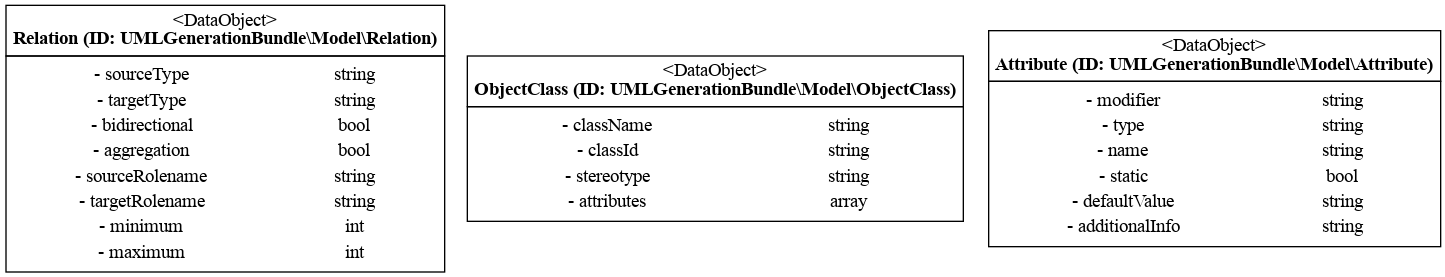 <DataObject>
Relation (ID: UMLGenerationBundle\Model\Relation)
- sourceType string
- targetType string
- bidirectional bool
- aggregation bool
- sourceRolename string
- targetRolename string
- minimum int
- maximum int
<DataObject>
ObjectClass (ID: UMLGenerationBundle\Model\ObjectClass)
- className string
- classId string
- stereotype string
- attributes array
<DataObject>
Attribute (ID: UMLGenerationBundle\Model\Attribute)
- modifier string
- type string
- name string
- static bool
- defaultValue string
- additionalInfo string